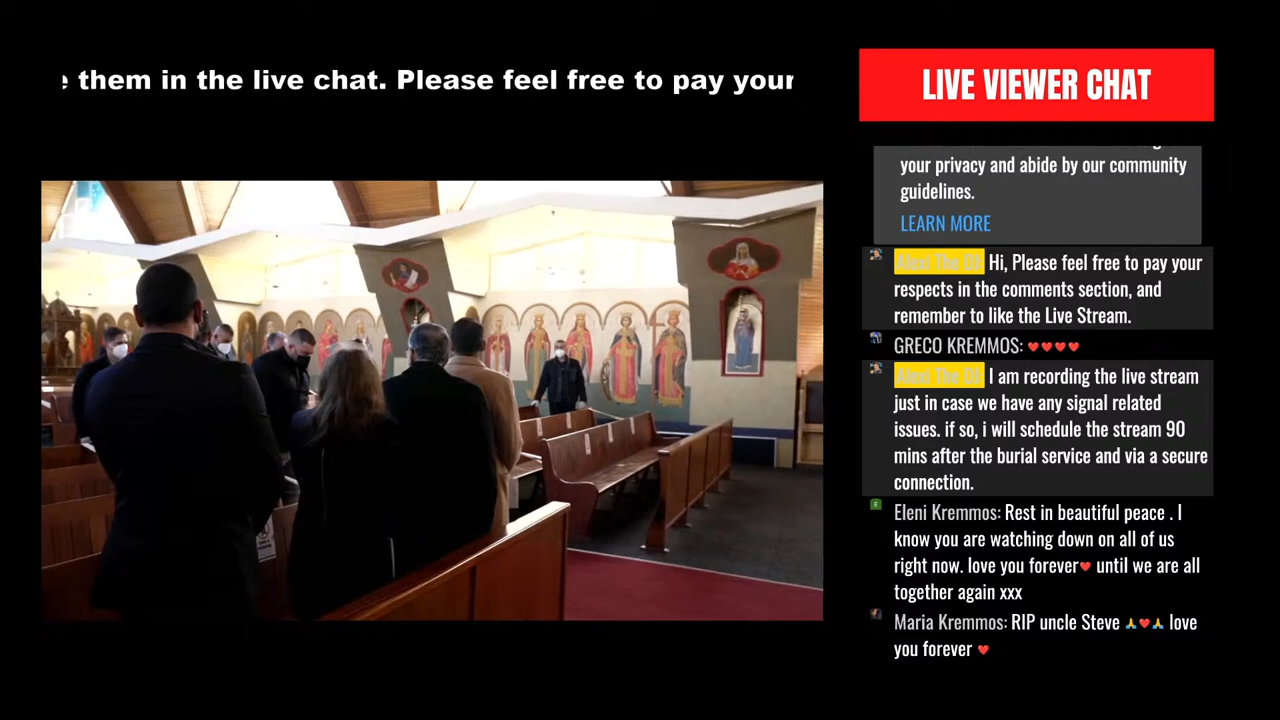 them in the live chat. Please feel free to pay your
LIVE VIEWER CHAT
your privacy and abide by our community
guidelines.
LEARN MORE
Alexi The DJ: Hi, Please feel free to pay your
respects in the comments section, and
remember to like the Live Stream.
GRECO KREMMOS: ♥♥♥♥
Alexi The DJ: I am recording the live stream
just in case we have any signal related
issues. if so, i will schedule the stream 90
mins after the burial service and via a secure
connection.
Eleni Kremmos: Rest in beautiful peace . I
know you are watching down on all of us
right now. love you forever♥ until we are all
together again xxx
Maria Kremmos: RIP uncle Steve 🙏♥🙏 love
you forever ♥